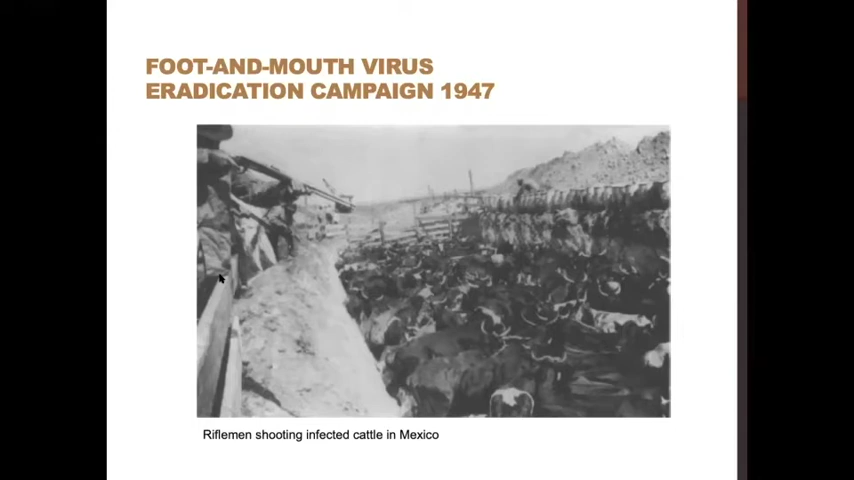 FOOT-AND-MOUTH VIRUS
ERADICATION CAMPAIGN 1947
Riflemen shooting infected cattle in Mexico